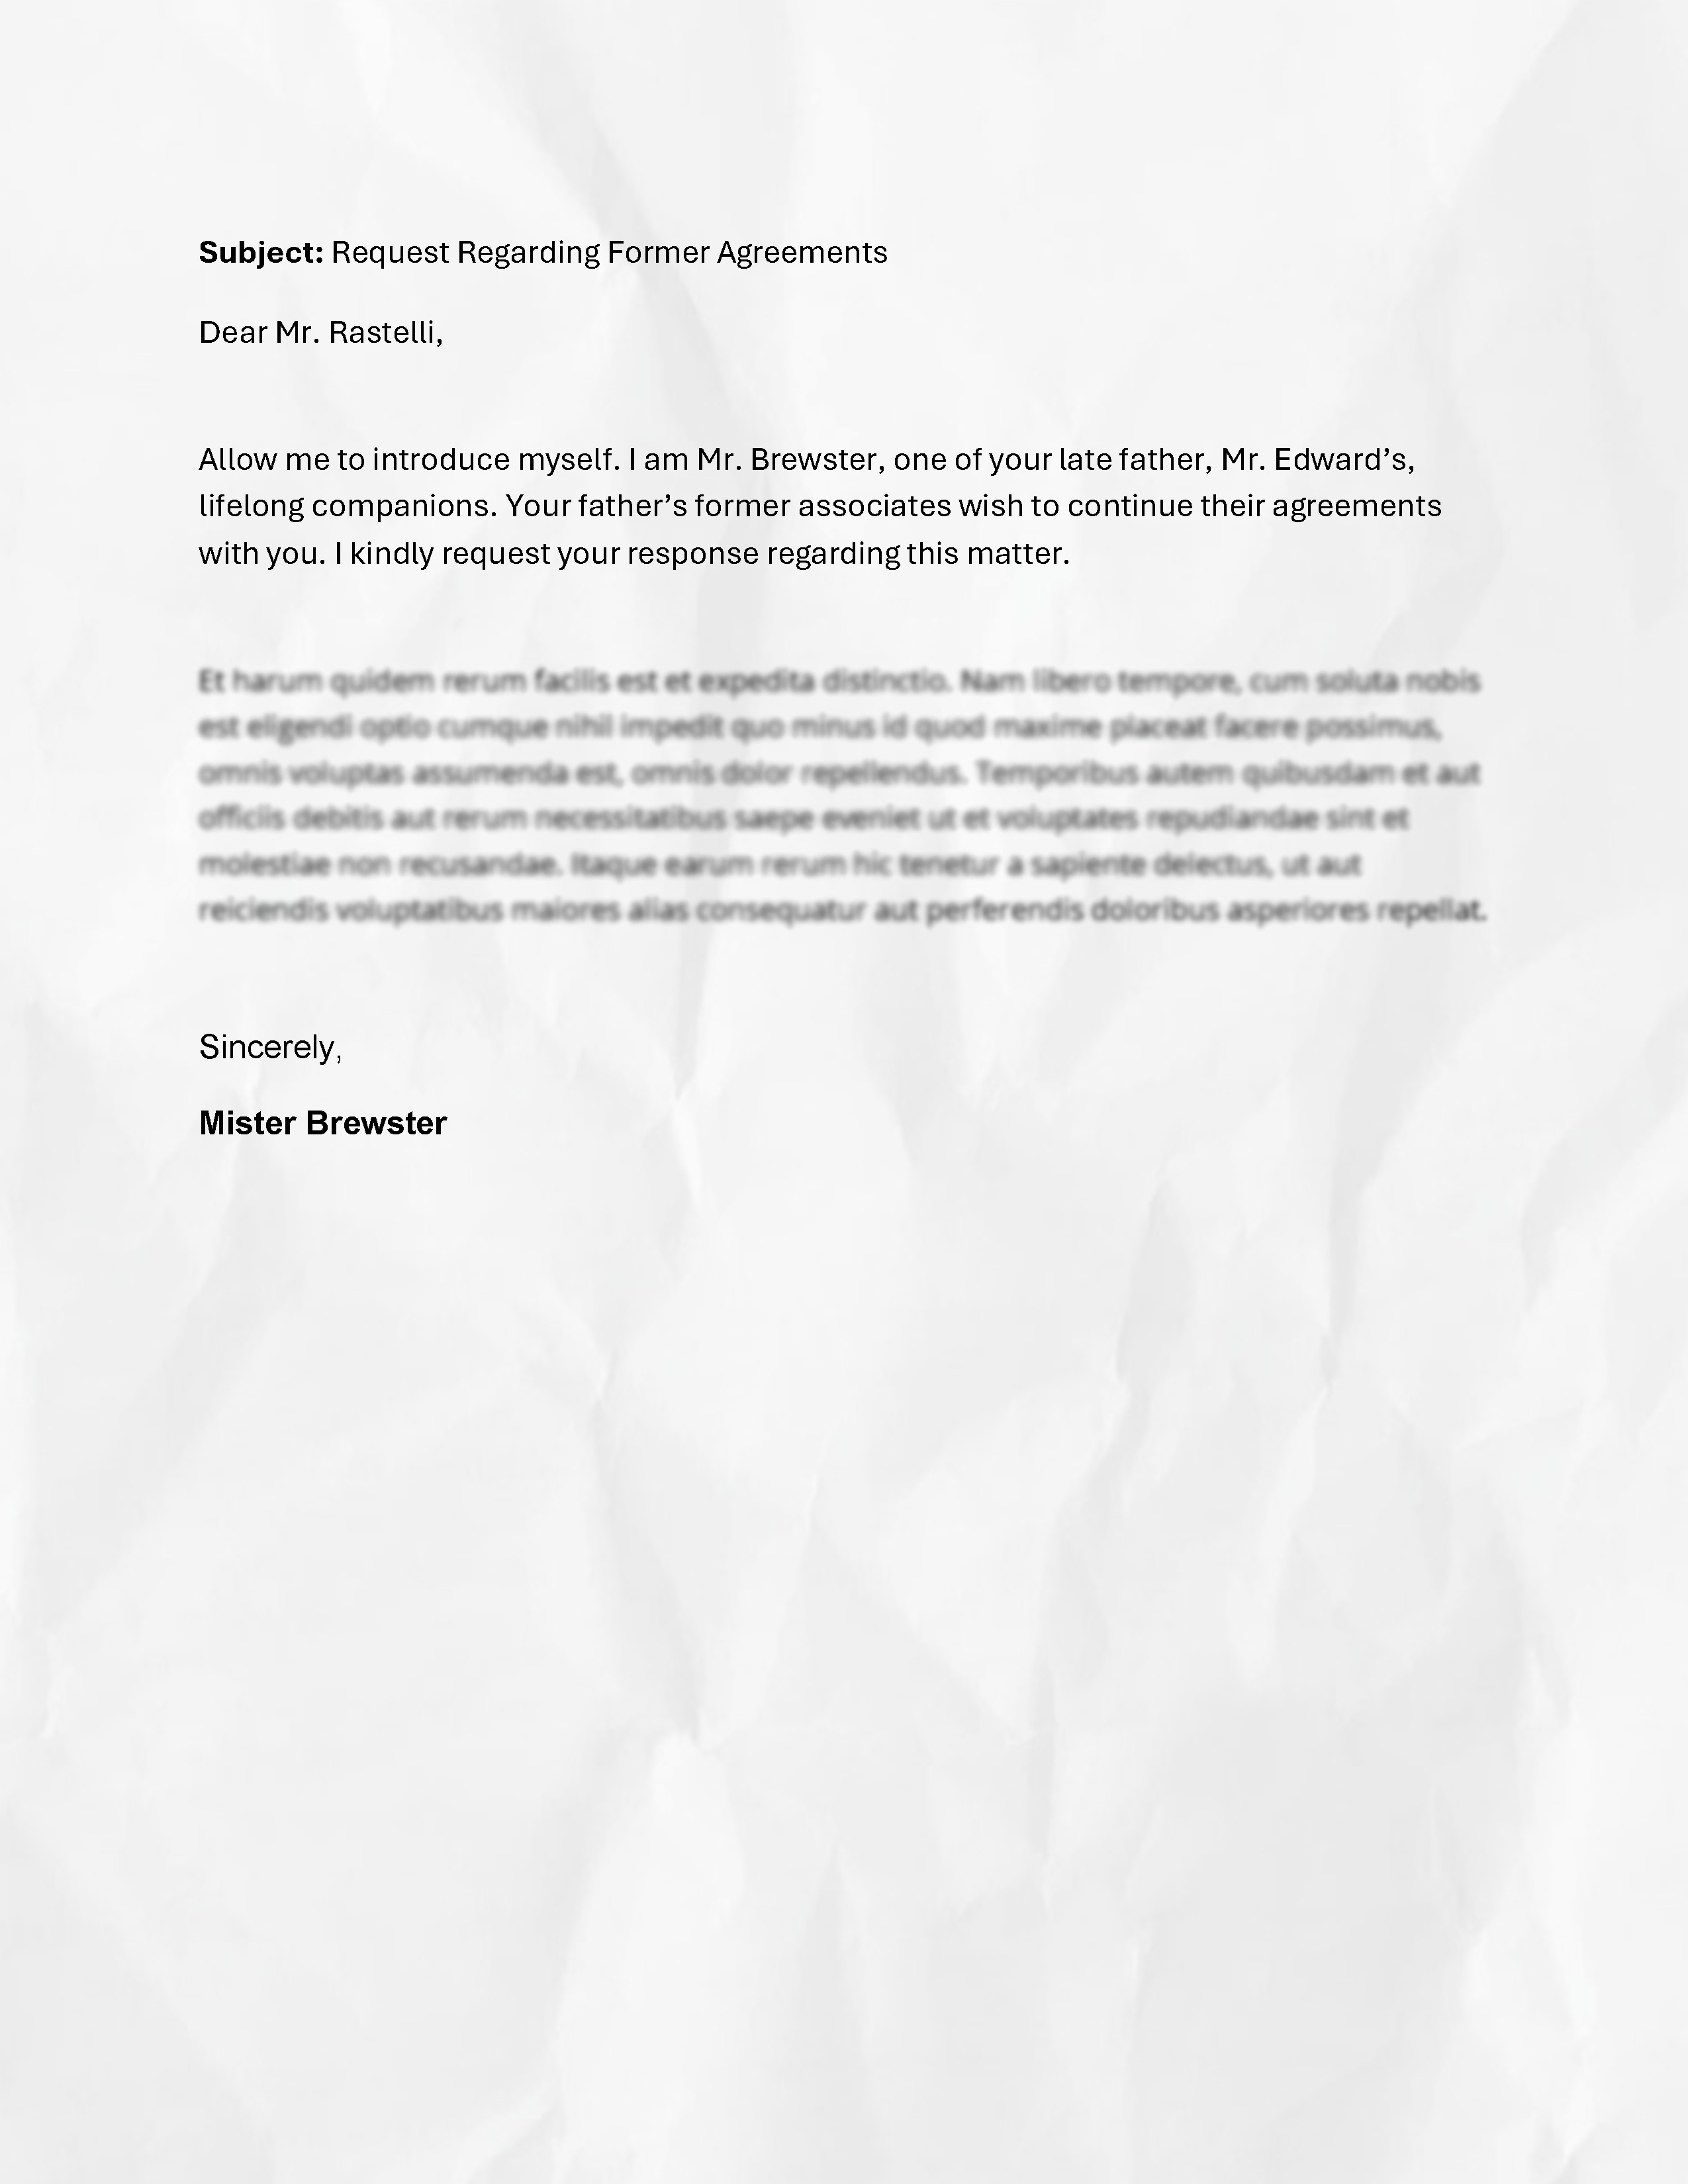 Subject: Request Regarding Former Agreements
Dear Mr. Rastelli,
Allow me to introduce myself. I am Mr. Brewster, one of your late father, Mr. Edward’s,
lifelong companions. Your father’s former associates wish to continue their agreements
with you. I kindly request your response regarding this matter.
Et harum quidem rerum facilis est et expedita distinctio. Nam libero tempore, cum soluta nobis
est eligendi optio cumque nihil impedit quo minus id quod maxime placeat facere possimus,
omnis voluptas assumenda est, omnis dolor repellendus. Temporibus autem quibusdam et aut
officiis debitis aut rerum necessitatibus saepe eveniet ut et voluptates repudiandae sint et
molestiae non recusandae. Itaque earum rerum hic tenetur a sapiente delectus, ut aut
reiciendis voluptatibus maiores alias consequatur aut perferendis doloribus asperiores repellat.
Sincerely,
Mister Brewster